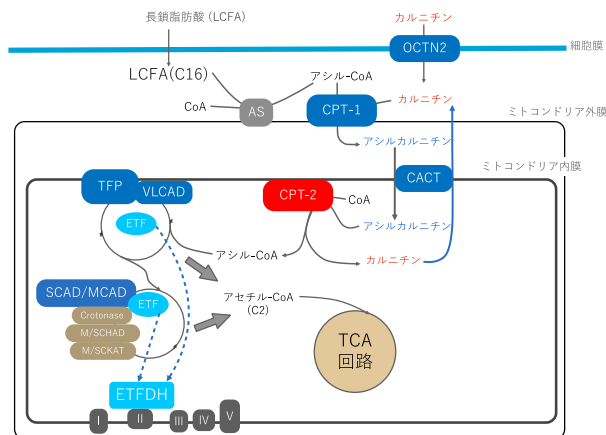 長鎖脂肪酸 (LCFA)
カルニチン
OCTN2
細胞膜
LCFA(C16)
アシル-CoA
CoA
AS
CPT-1
カルニチン
ミトコンドリア外膜
アシルカルニチン
ミトコンドリア内膜
TFP
VLCAD
CPT-2
CoA
CACT
ETF
アシルカルニチン
アシル-CoA
カルニチン
SCAD/MCAD
ETF
アセチル-CoA
(C2)
Crotonase
M/SCHAD
M/SCKAT
TCA
回路
ETFDH
I
II
III
IV
V